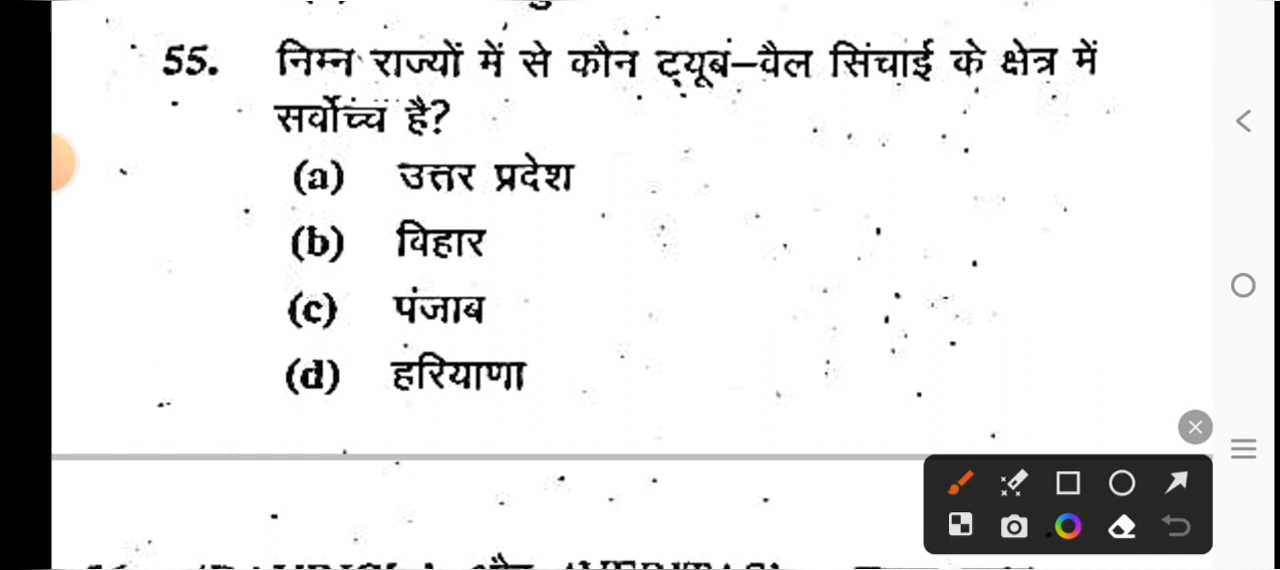 55. निम्न राज्यों में से कौन ट्यूब–वैल सिंचाई के क्षेत्र में
सर्वोच्च है?
(a) उत्तर प्रदेश
(b) विहार
(c) पंजाब
(d) हरियाणा